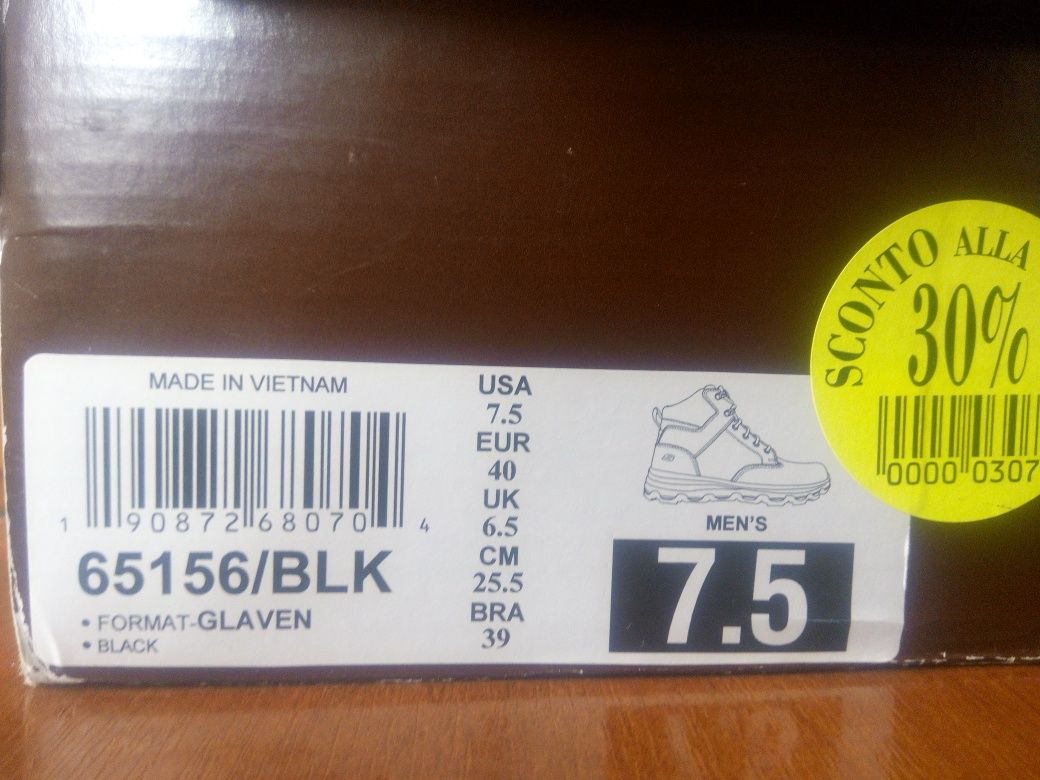 MADE IN VIETNAM
1 90872 68070 4
65156/BLK
• FORMAT-GLAVEN
• BLACK
USA
7.5
EUR
40
UK
6.5
CM
25.5
BRA
39
MEN'S
7.5
SCONTO ALLA
30%
0000 0307